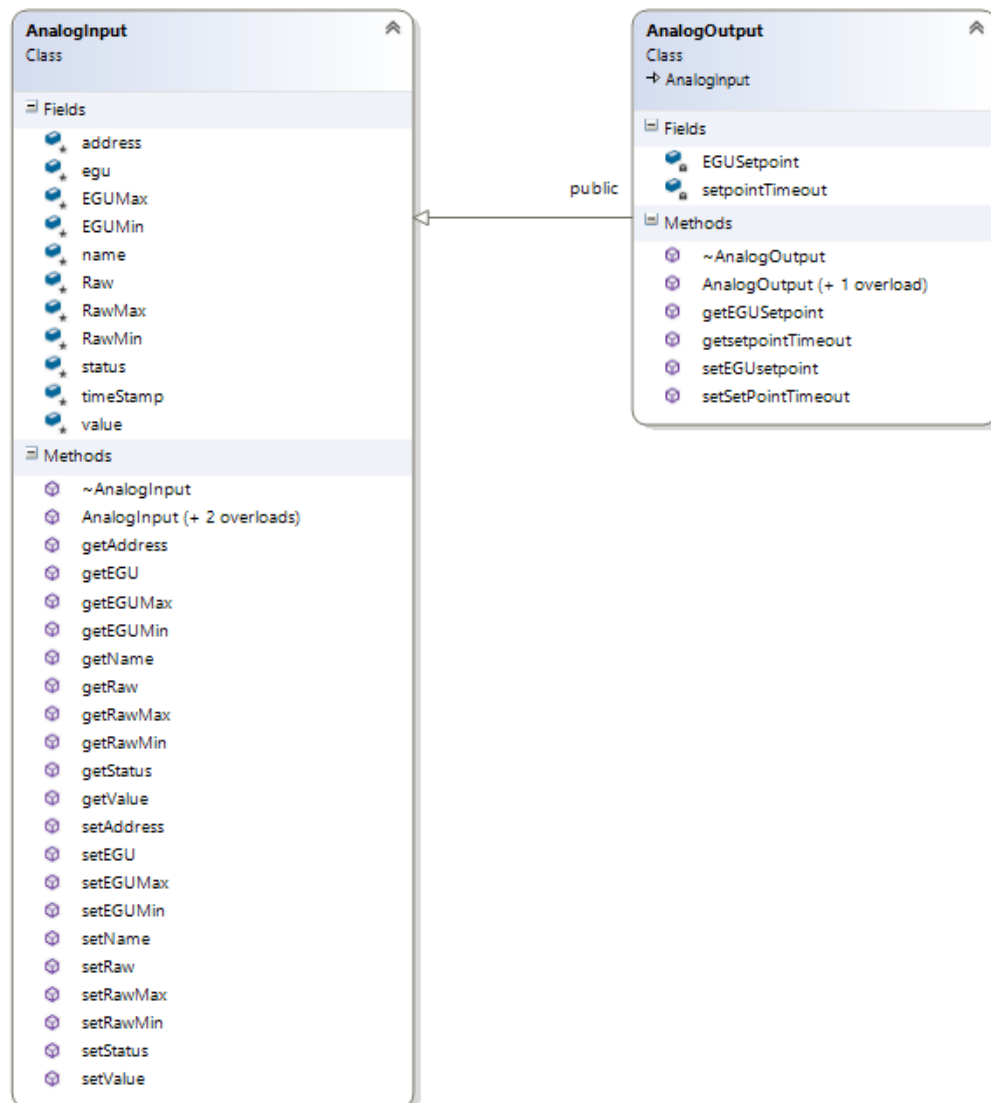 AnalogInput
Class
Fields
address
egu
EGUMax
EGUMin
name
Raw
RawMax
RawMin
status
timeStamp
value
Methods
~AnalogInput
AnalogInput (+ 2 overloads)
getAddress
getEGU
getEGUMax
getEGUMin
getName
getRaw
getRawMax
getRawMin
getStatus
getValue
setAddress
setEGU
setEGUMax
setEGUMin
setName
setRaw
setRawMax
setRawMin
setStatus
setValue
public
AnalogOutput
Class
AnalogInput
Fields
EGUSetpoint
setpointTimeout
Methods
~AnalogOutput
AnalogOutput (+ 1 overload)
getEGUSetpoint
getsetpointTimeout
setEGUsetpoint
setSetPointTimeout